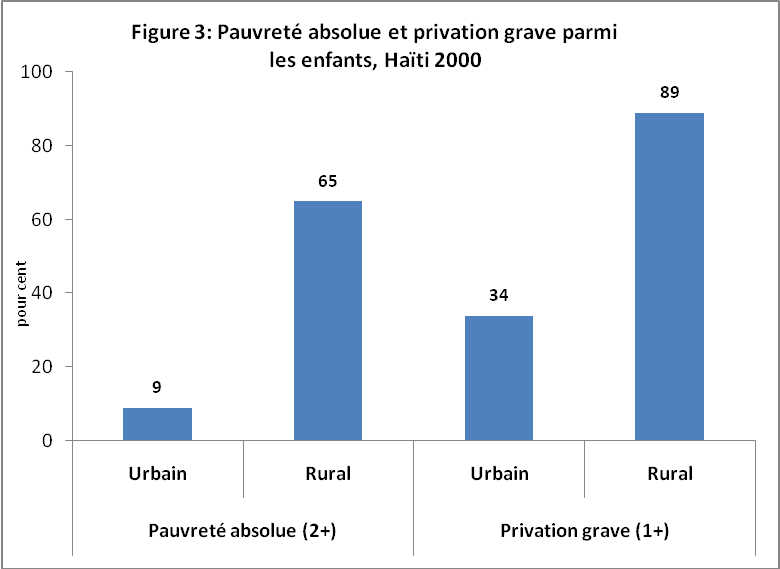 Figure 3: Pauvreté absolue et privation grave parmi
les enfants, Haïti 2000
pour cent
100
80
60
40
20
0
9
65
34
89
Urbain
Rural
Urbain
Rural
Pauvreté absolue (2+)
Privation grave (1+)